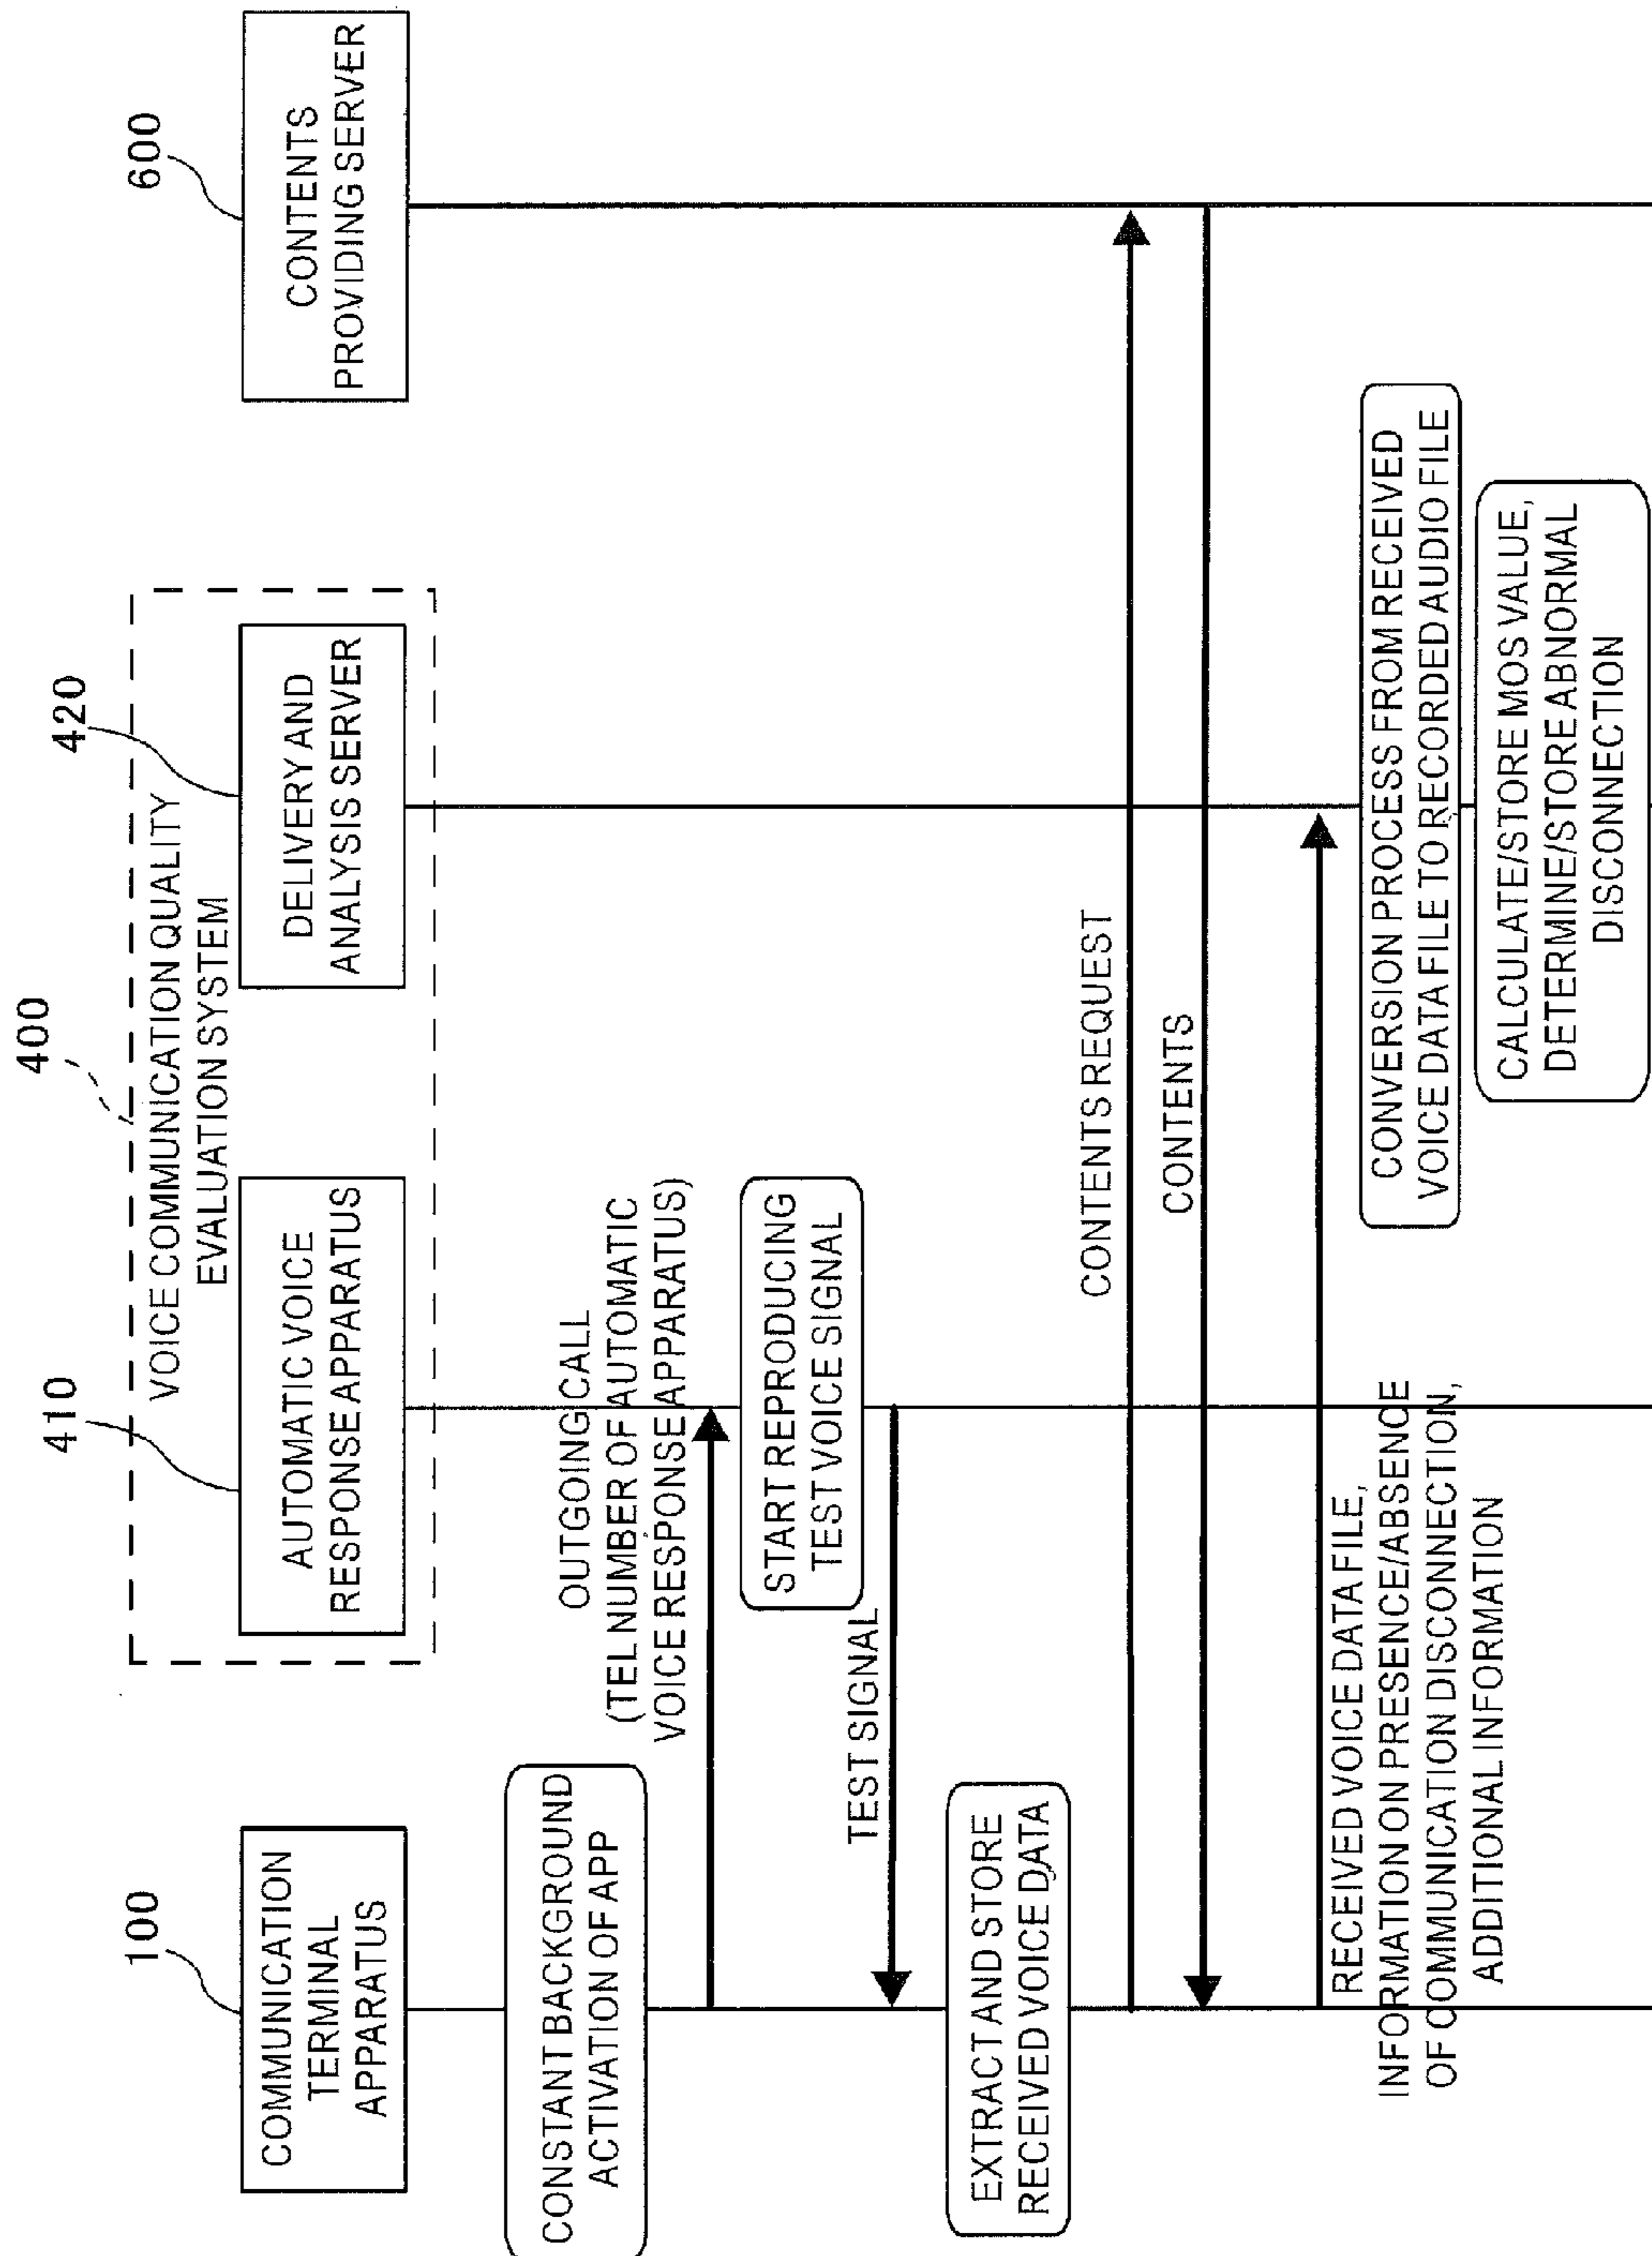 400
VOICE COMMUNICATION QUALITY
EVALUATION SYSTEM
100
COMMUNICATION
TERMINAL
APPARATUS
410
AUTOMATIC VOICE
RESPONSE APPARATUS
420
DELIVERY AND
ANALYSIS SERVER
600
CONTENTS
PROVIDING SERVER
CONSTANT BACKGROUND
ACTIVATION OF APP
OUTGOING CALL
(TEL NUMBER OF AUTOMATIC
VOICE RESPONSE APPARATUS)
START REPRODUCING
TEST VOICE SIGNAL
TEST SIGNAL
EXTRACT AND STORE
RECEIVED VOICE DATA
CONTENTS REQUEST
CONTENTS
RECEIVED VOICE DATA FILE,
INFORMATION ON PRESENCE/ABSENCE
OF COMMUNICATION DISCONNECTION,
ADDITIONAL INFORMATION
CONVERSION PROCESS FROM RECEIVED
VOICE DATA FILE TO RECORDED AUDIO FILE
CALCULATE/STORE MOS VALUE,
DETERMINE/STORE ABNORMAL
DISCONNECTION